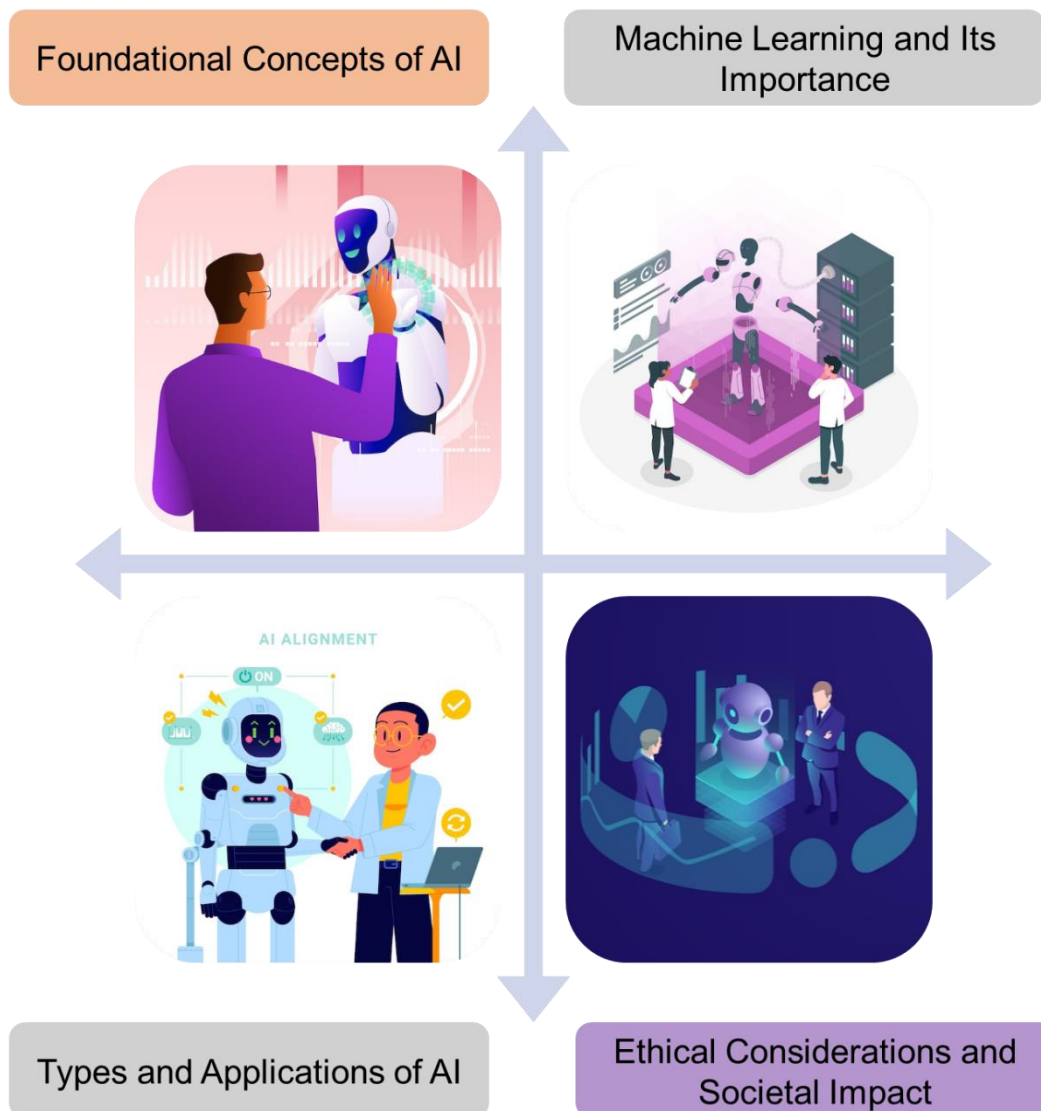 Foundational Concepts of AI
Machine Learning and Its
Importance
AI ALIGNMENT
ON
Types and Applications of AI
Ethical Considerations and
Societal Impact